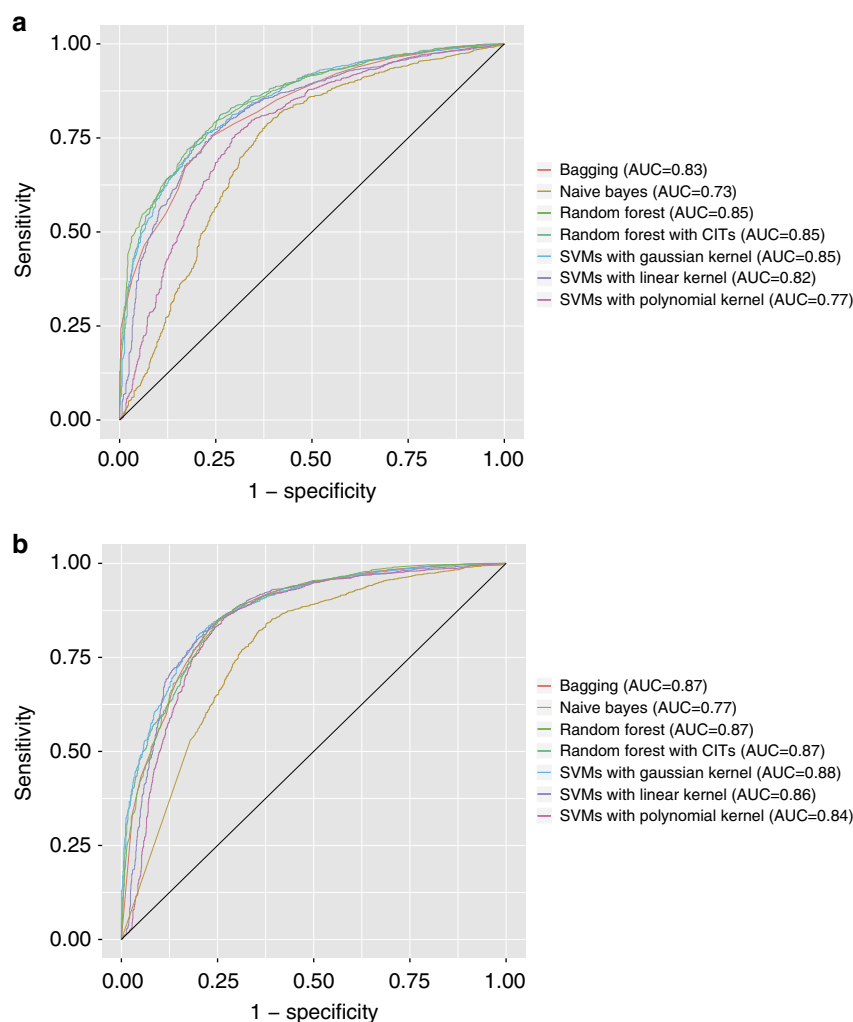 a
1.00
0.75
0.50
0.25
0.00
Sensitivity
0.00 0.25 0.50 0.75 1.00
1 – specificity
Bagging (AUC=0.83)
Naive bayes (AUC=0.73)
Random forest (AUC=0.85)
Random forest with CITs (AUC=0.85)
SVMs with gaussian kernel (AUC=0.85)
SVMs with linear kernel (AUC=0.82)
SVMs with polynomial kernel (AUC=0.77)
b
1.00
0.75
0.50
0.25
0.00
Sensitivity
0.00 0.25 0.50 0.75 1.00
1 – specificity
Bagging (AUC=0.87)
Naive bayes (AUC=0.77)
Random forest (AUC=0.87)
Random forest with CITs (AUC=0.87)
SVMs with gaussian kernel (AUC=0.88)
SVMs with linear kernel (AUC=0.86)
SVMs with polynomial kernel (AUC=0.84)